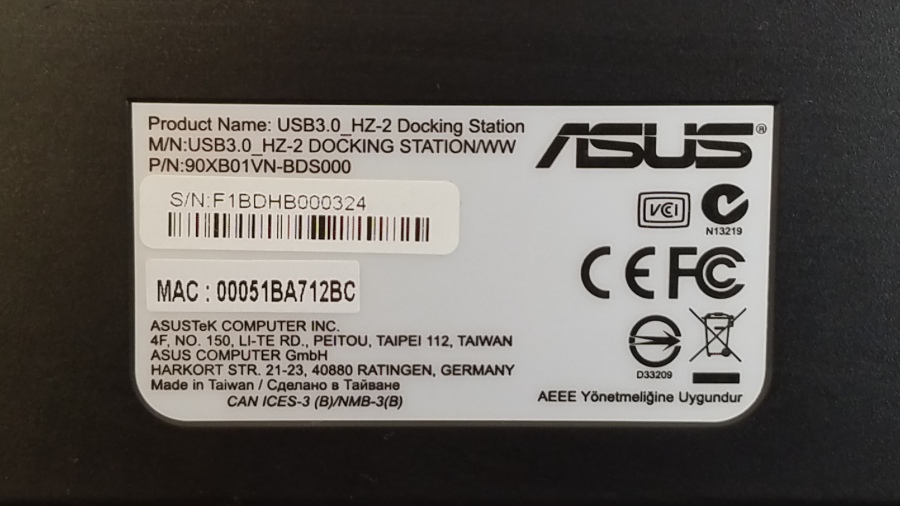 Product Name: USB3.0_HZ-2 Docking Station
M/N:USB3.0_HZ-2 DOCKING STATION/WW
P/N:90XB01VN-BDS000
ASUS®
S/N:F1BDHB000324
VCI
N13219
MAC : 00051BA712BC
CE FC
ASUSTeK COMPUTER INC.
4F, NO. 150, LI-TE RD., PEITOU, TAIPEI 112, TAIWAN
ASUS COMPUTER GmbH
HARKORT STR. 21-23, 40880 RATINGEN, GERMANY
Made in Taiwan / Сделано в Тайване
CAN ICES-3 (B)/NMB-3(B)
D33209
AEEE Yönetmeliğine Uygundur